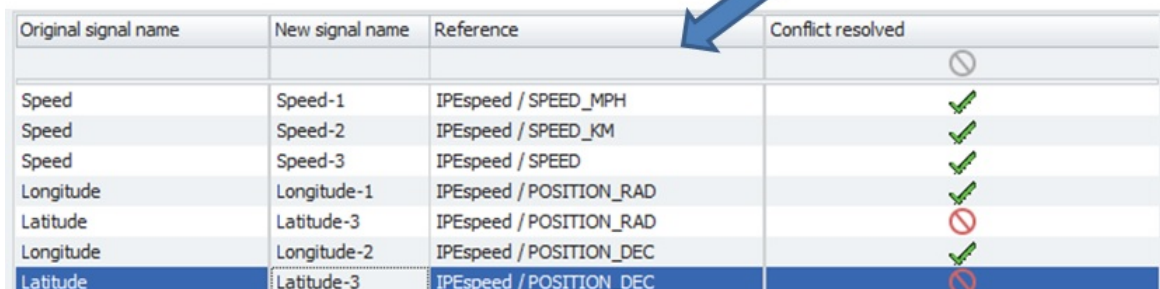 Original signal name New signal name Reference Conflict resolved
Speed Speed-1 IPEspeed / SPEED_MPH
Speed Speed-2 IPEspeed / SPEED_KM
Speed Speed-3 IPEspeed / SPEED
Longitude Longitude-1 IPEspeed / POSITION_RAD
Latitude Latitude-3 IPEspeed / POSITION_RAD
Longitude Longitude-2 IPEspeed / POSITION_DEC
Latitude Latitude-3 IPEspeed / POSITION_DEC